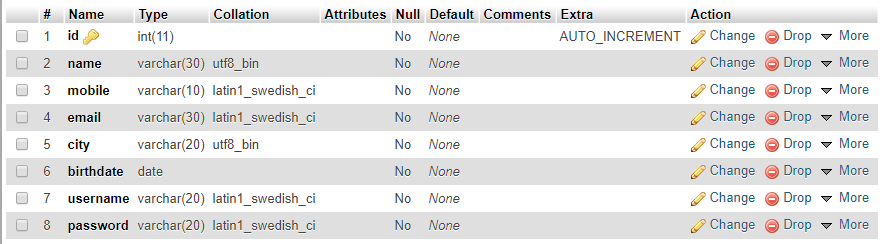 # Name Type Collation Attributes Null Default Comments Extra Action
1 id int(11) No None AUTO_INCREMENT Change Drop More
2 name varchar(30) utf8_bin No None Change Drop More
3 mobile varchar(10) latin1_swedish_ci No None Change Drop More
4 email varchar(30) latin1_swedish_ci No None Change Drop More
5 city varchar(20) utf8_bin No None Change Drop More
6 birthdate date No None Change Drop More
7 username varchar(20) latin1_swedish_ci No None Change Drop More
8 password varchar(20) latin1_swedish_ci No None Change Drop More